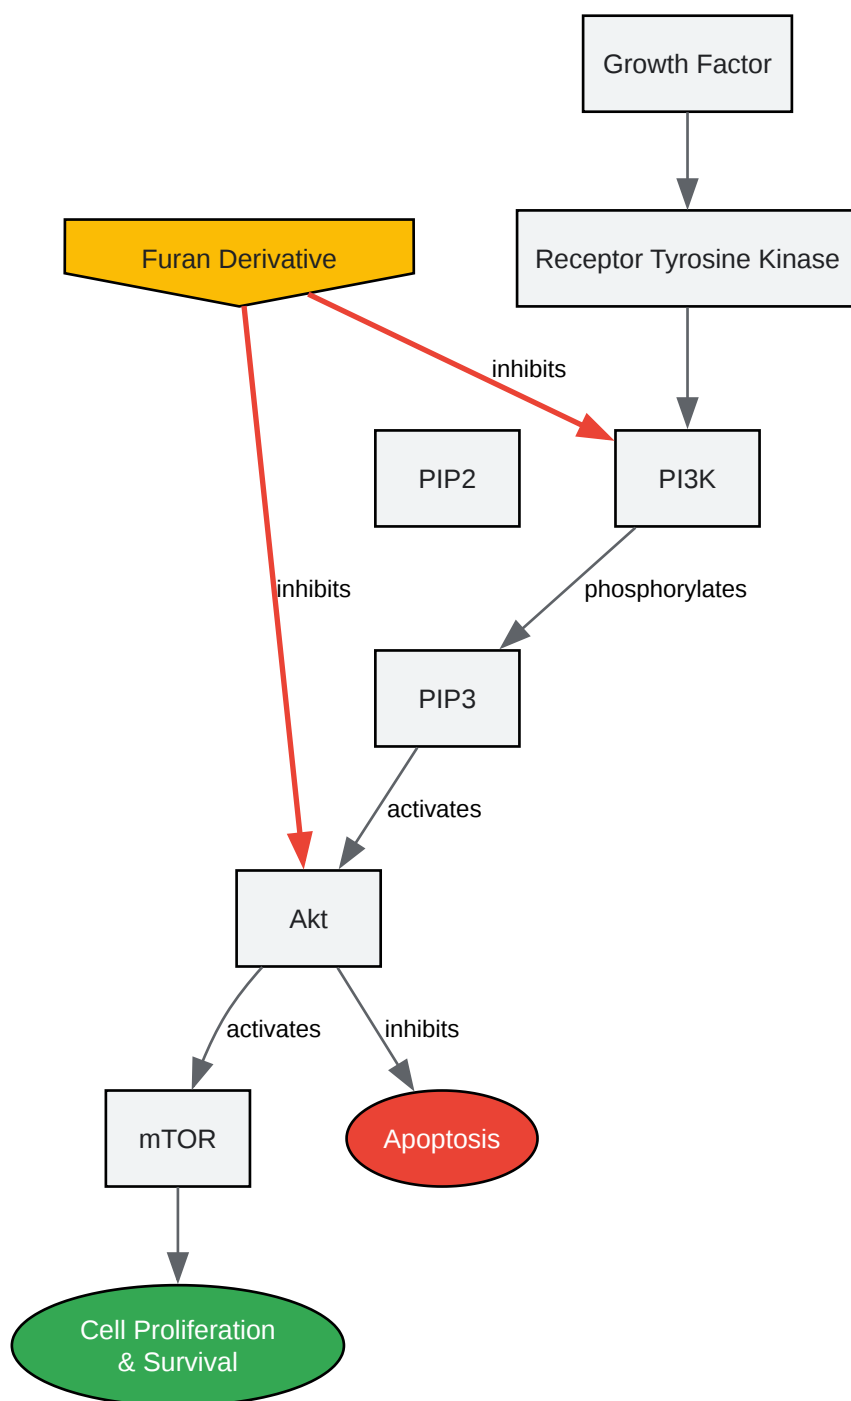 Growth Factor
Furan Derivative
Receptor Tyrosine Kinase
inhibits
PIP2
PI3K
inhibits
phosphorylates
PIP3
activates
Akt
activates
inhibits
mTOR
Apoptosis
Cell Proliferation
& Survival